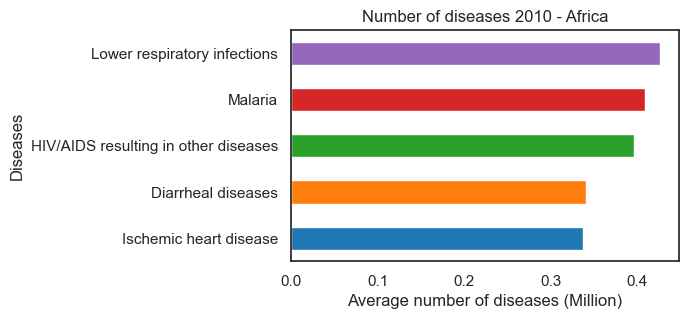 Number of diseases 2010 - Africa
Diseases
Lower respiratory infections
Malaria
HIV/AIDS resulting in other diseases
Diarrheal diseases
Ischemic heart disease
0.0 0.1 0.2 0.3 0.4
Average number of diseases (Million)